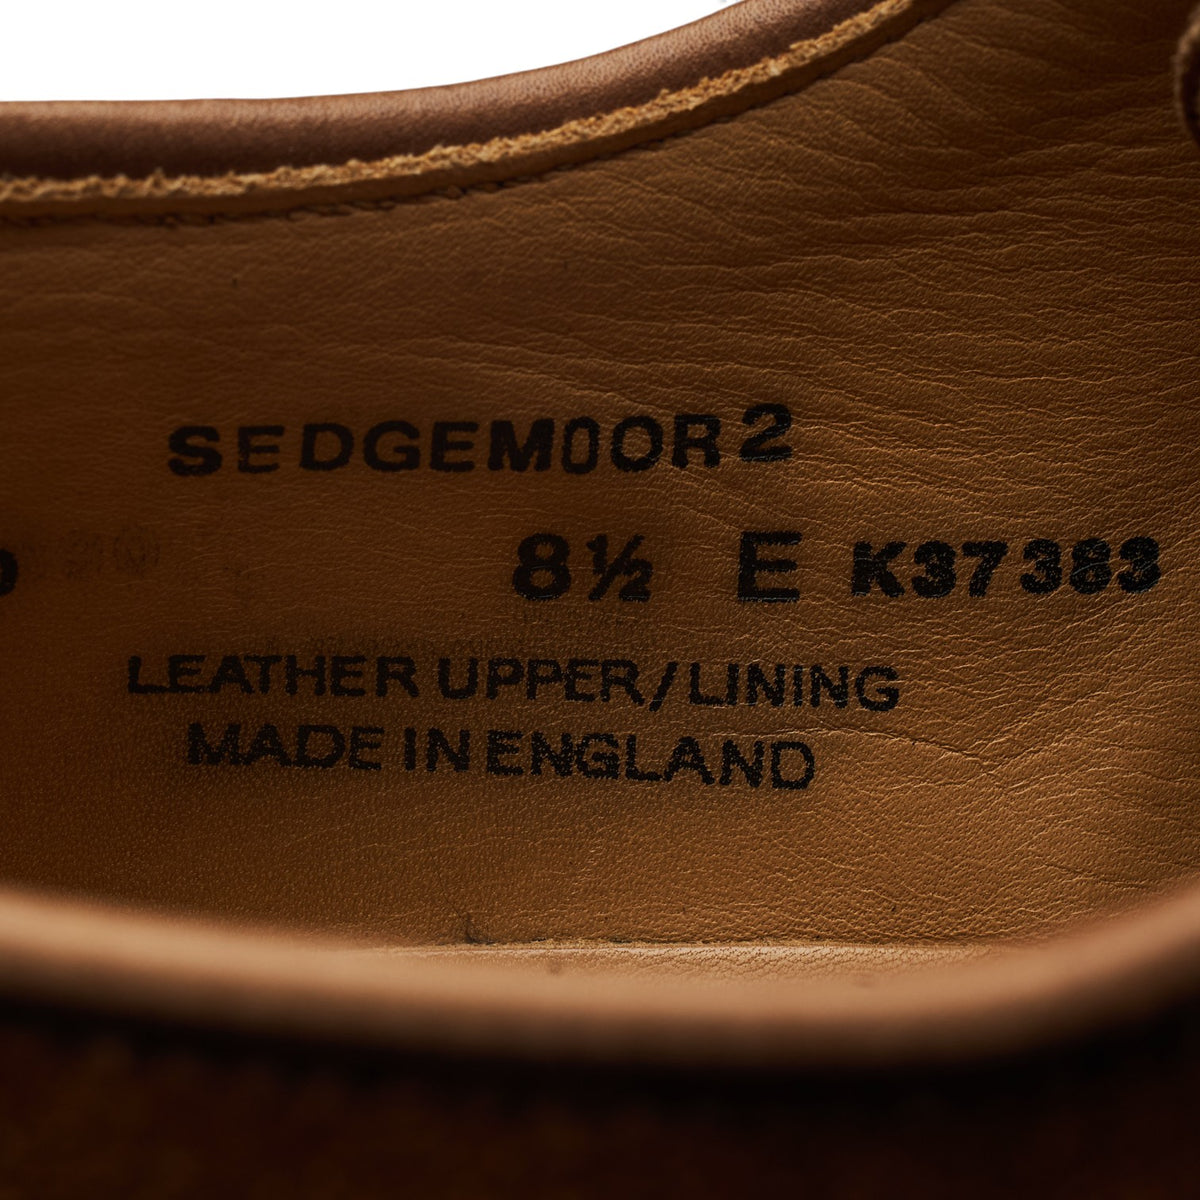 SEDGEMOOR 2
8½ E K37383
LEATHER UPPER/LINING
MADE IN ENGLAND